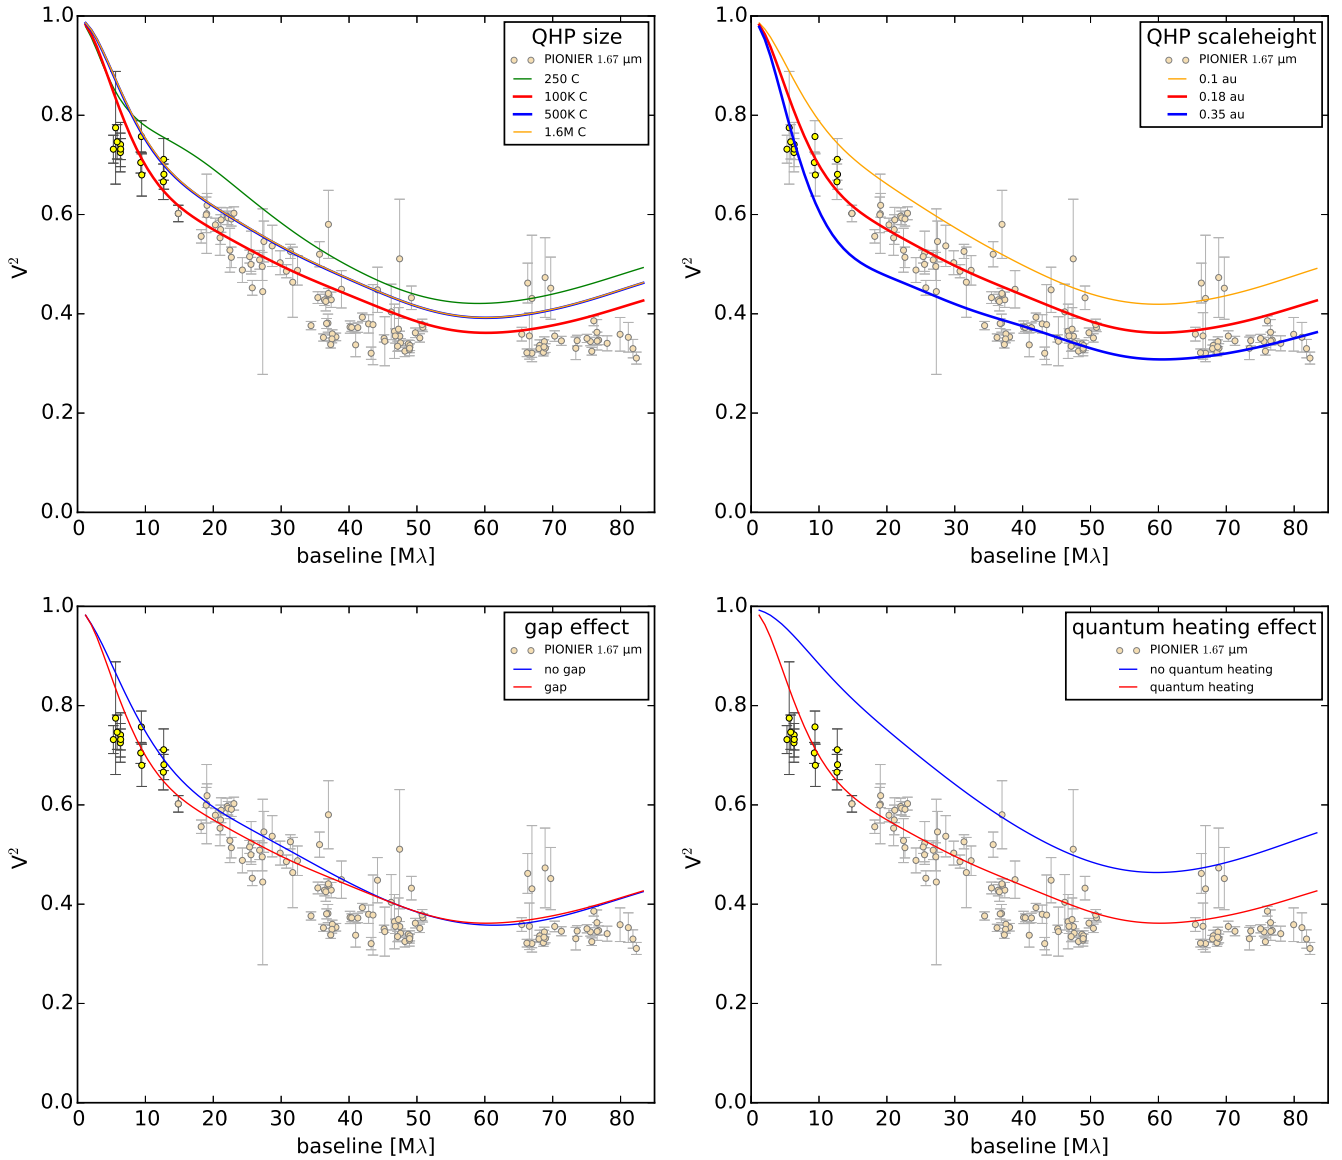 QHP size
PIONIER 1.67 μm
250 C
100K C
500K C
1.6M C
1.0
0.8
0.6
0.4
0.2
0.0
V²
0 10 20 30 40 50 60 70 80
baseline [Mλ]
QHP scaleheight
PIONIER 1.67 μm
0.1 au
0.18 au
0.35 au
1.0
0.8
0.6
0.4
0.2
0.0
V²
0 10 20 30 40 50 60 70 80
baseline [Mλ]
gap effect
PIONIER 1.67 μm
no gap
gap
1.0
0.8
0.6
0.4
0.2
0.0
V²
0 10 20 30 40 50 60 70 80
baseline [Mλ]
quantum heating effect
PIONIER 1.67 μm
no quantum heating
quantum heating
1.0
0.8
0.6
0.4
0.2
0.0
V²
0 10 20 30 40 50 60 70 80
baseline [Mλ]